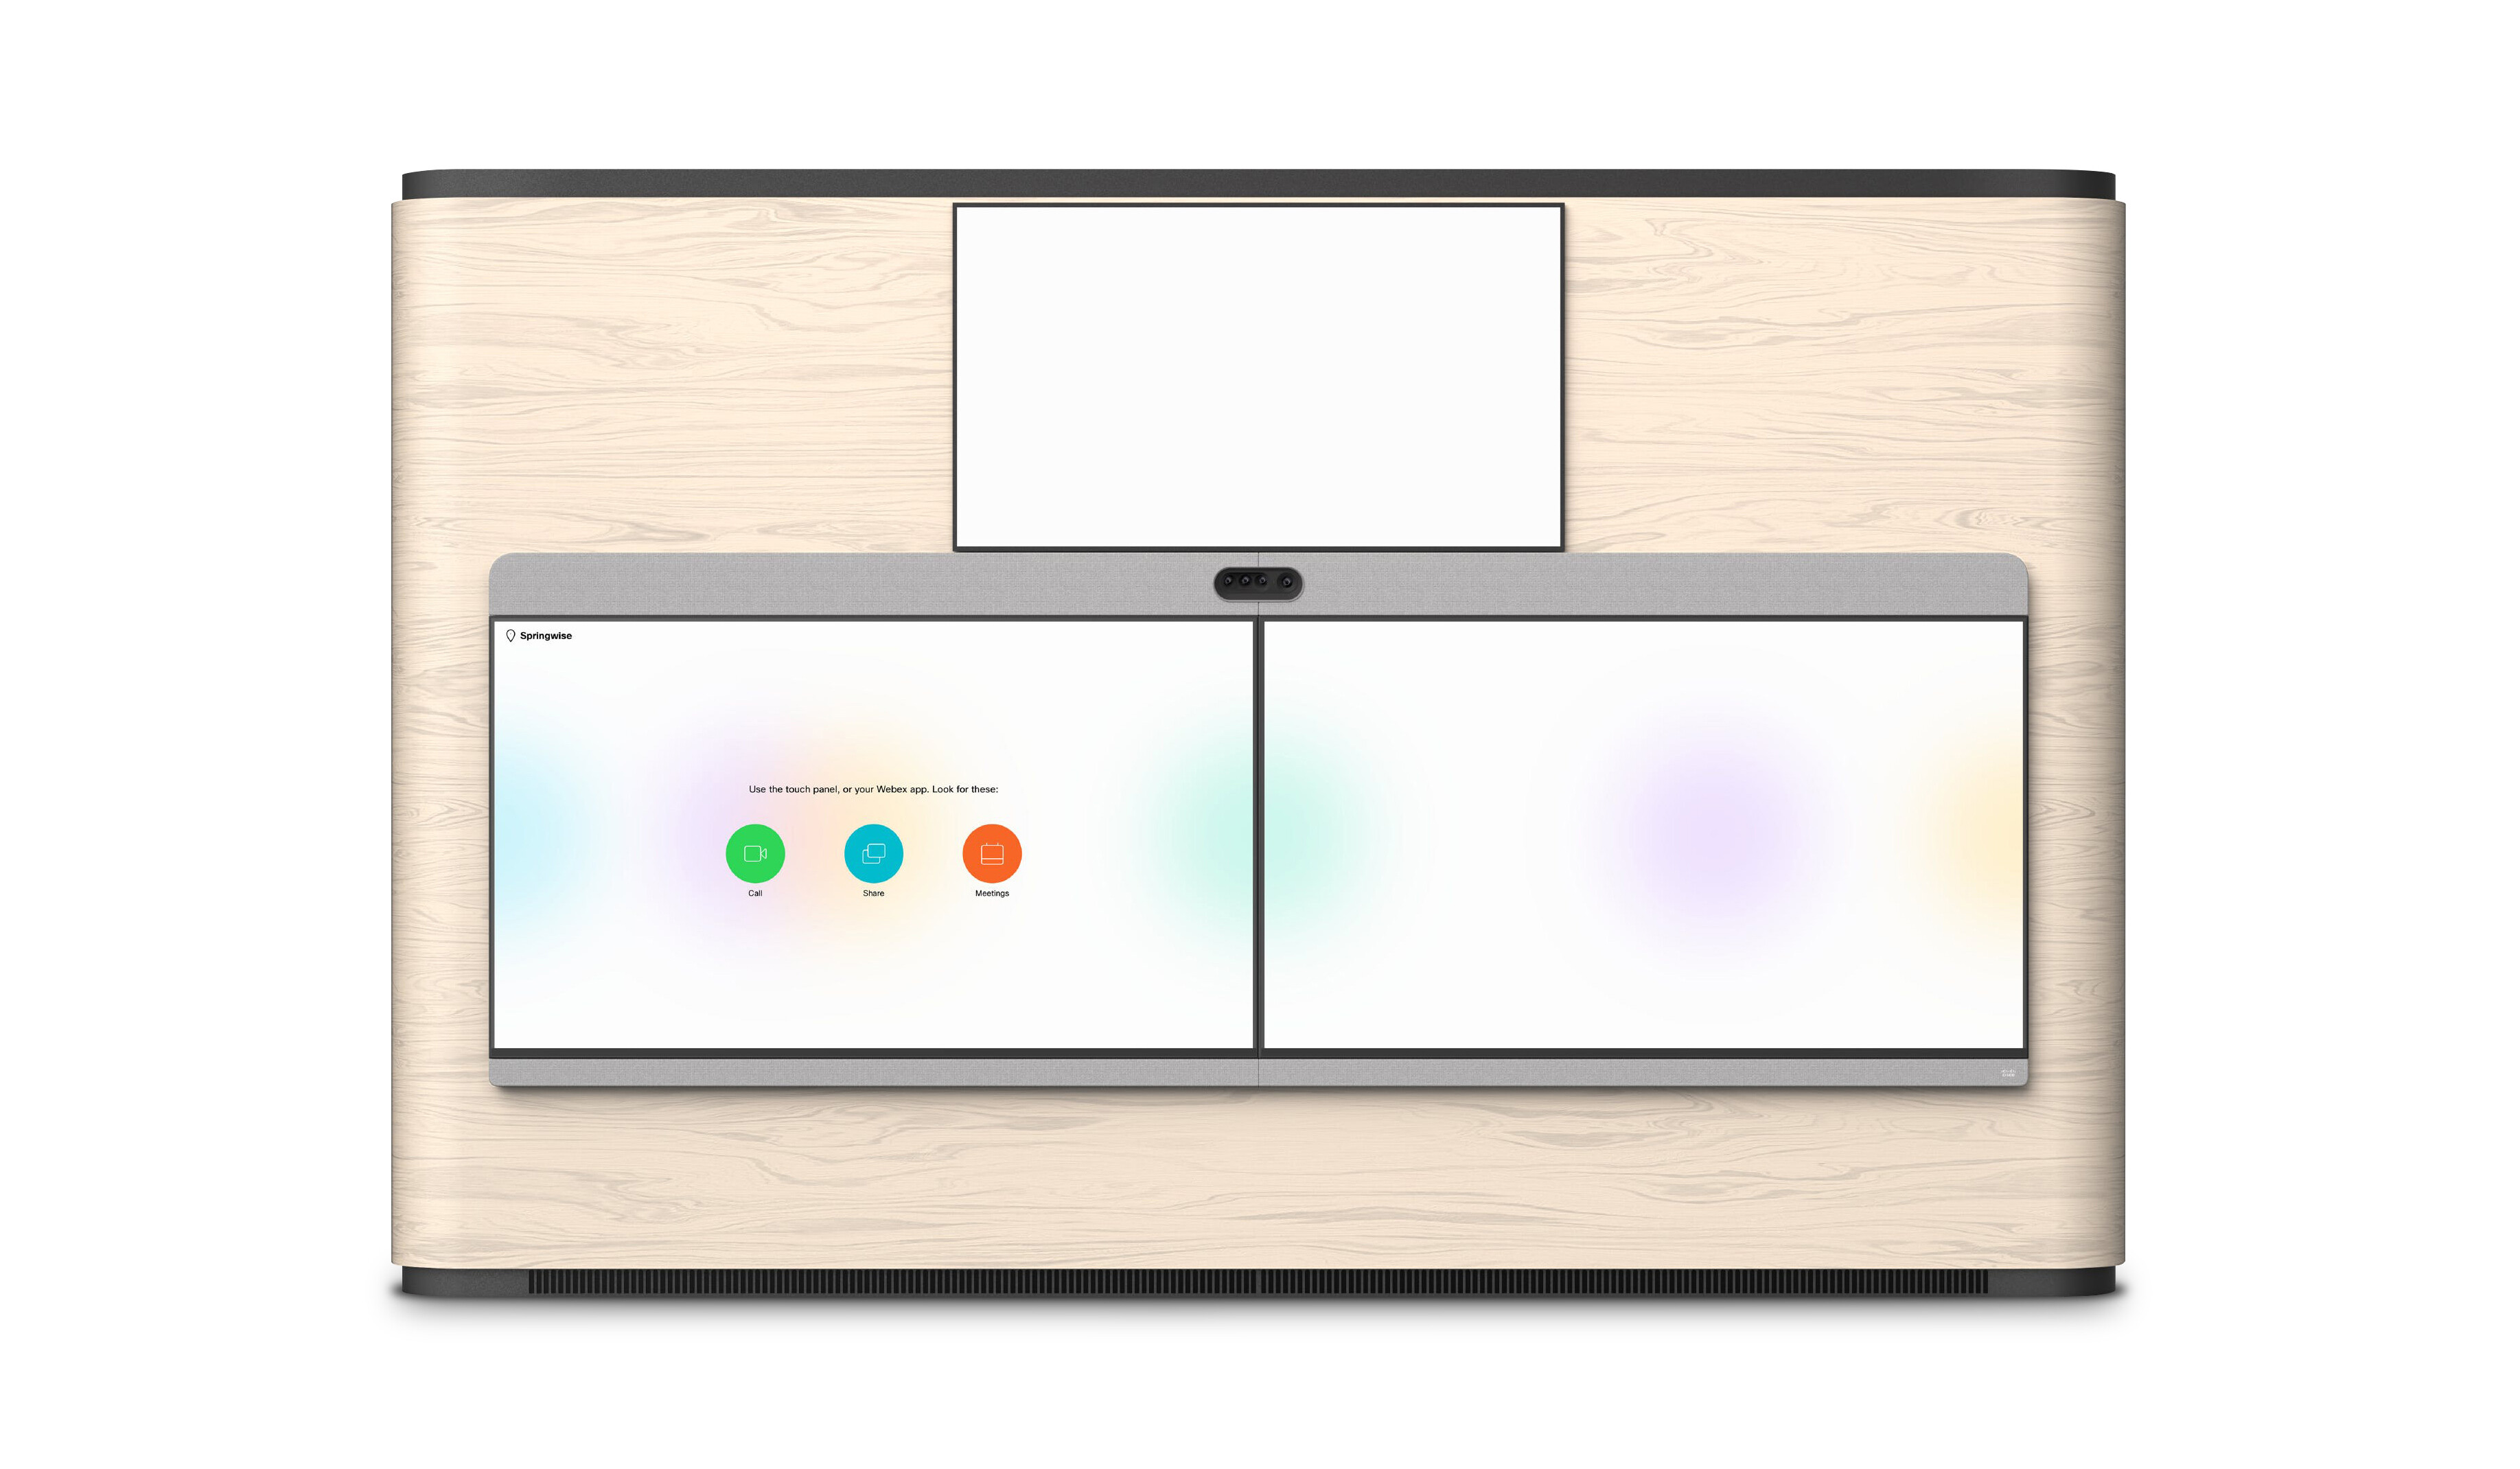 Springwise
Use the touch panel, or your Webex app. Look for these:
Call
Share
Meetings